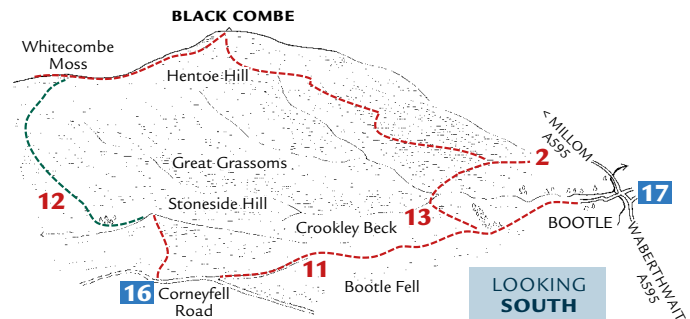 BLACK COMBE
Whitecombe
Moss
Hentoe Hill
< MILLOM
A595
2
Great Grassoms
17
12
Stoneside Hill
13
BOOTLE
Crookley Beck
WABERTHWAITE
A595
11
16
Corneyfell
Road
Bootle Fell
LOOKING
SOUTH